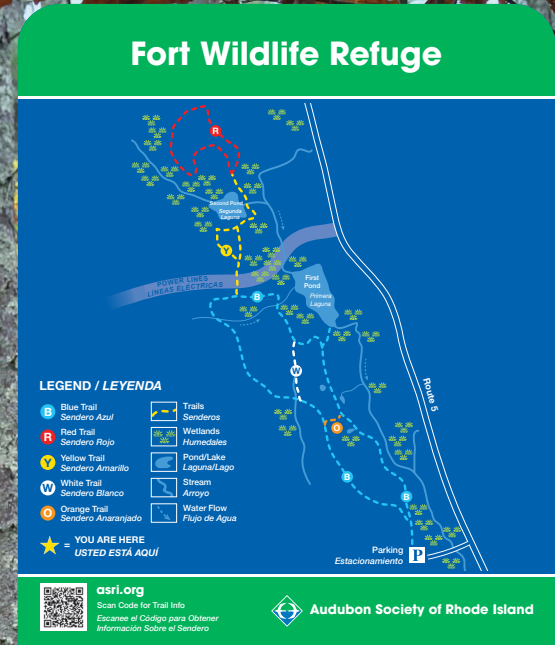 Fort Wildlife Refuge
R
Second Pond
Segunda
Laguna
Y
POWER LINES
LÍNEAS ELÉCTRICAS
First
Pond
Primera
Laguna
B
W
Route 5
O
B
B
Parking
Estacionamiento
P
LEGEND / LEYENDA
B Blue Trail
Sendero Azul
R Red Trail
Sendero Rojo
Y Yellow Trail
Sendero Amarillo
W White Trail
Sendero Blanco
O Orange Trail
Sendero Anaranjado
= YOU ARE HERE
USTED ESTÁ AQUÍ
Trails
Senderos
Wetlands
Humedales
Pond/Lake
Laguna/Lago
Stream
Arroyo
Water Flow
Flujo de Agua
asri.org
Scan Code for Trail Info
Escanee el Código para Obtener
Información Sobre el Sendero
Audubon Society of Rhode Island